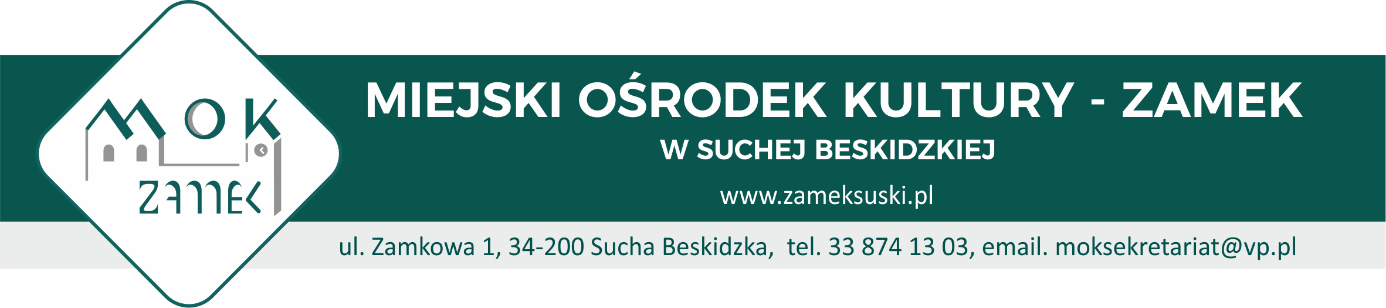 MOK
ZAMEK
MIEJSKI OŚRODEK KULTURY - ZAMEK
W SUCHEJ BESKIDZKIEJ
www.zameksuski.pl
ul. Zamkowa 1, 34-200 Sucha Beskidzka, tel. 33 874 13 03, email. moksekretariat@vp.pl